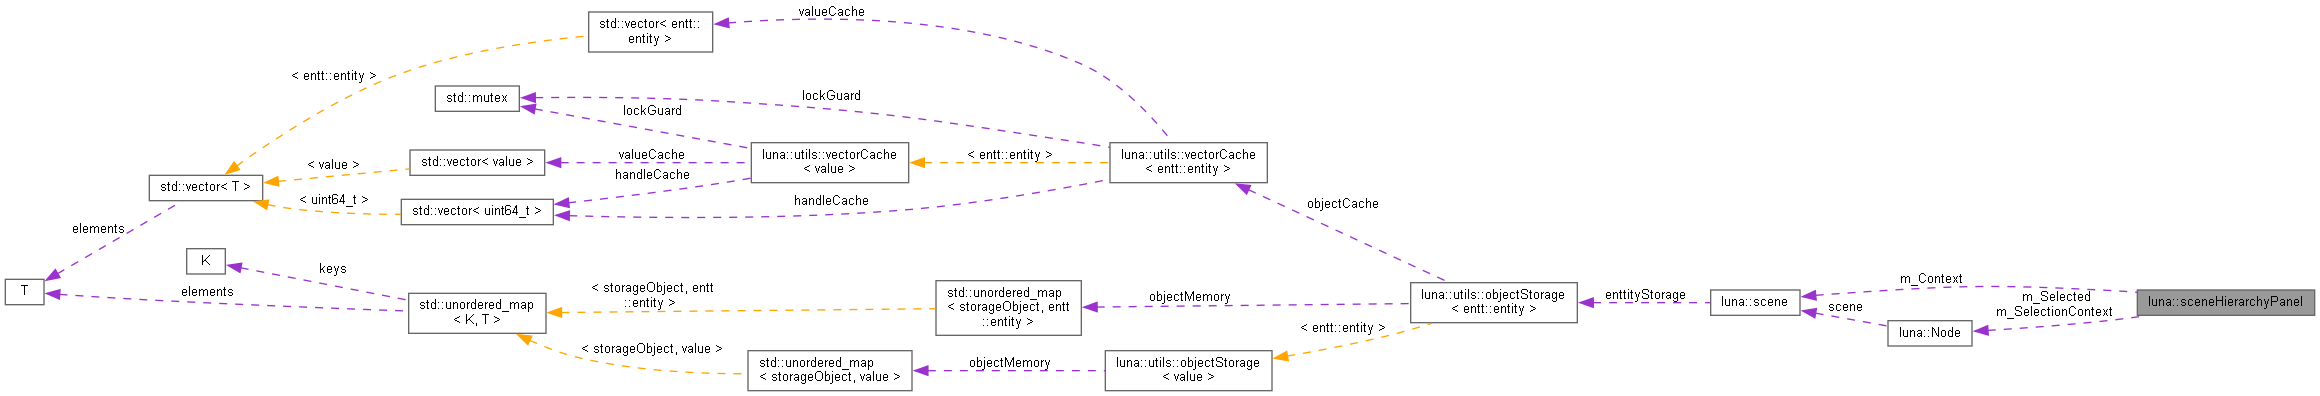 valueCache
std::vector< entt::
entity >
< entt::entity >
std::mutex
lockGuard
lockGuard
std::vector< value >
< value >
valueCache
luna::utils::vectorCache
< value >
< entt::entity >
luna::utils::vectorCache
< entt::entity >
std::vector< T >
handleCache
< uint64_t >
std::vector< uint64_t >
handleCache
objectCache
elements
K
keys
T
elements
std::unordered_map
< K, T >
< storageObject, entt
::entity >
std::unordered_map
< storageObject, entt
::entity >
objectMemory
luna::utils::objectStorage
< entt::entity >
enttityStorage
luna::scene
m_Context
m_Selected
m_SelectionContext
scene
luna::Node
luna::sceneHierarchyPanel
< entt::entity >
< storageObject, value >
std::unordered_map
< storageObject, value >
objectMemory
luna::utils::objectStorage
< value >